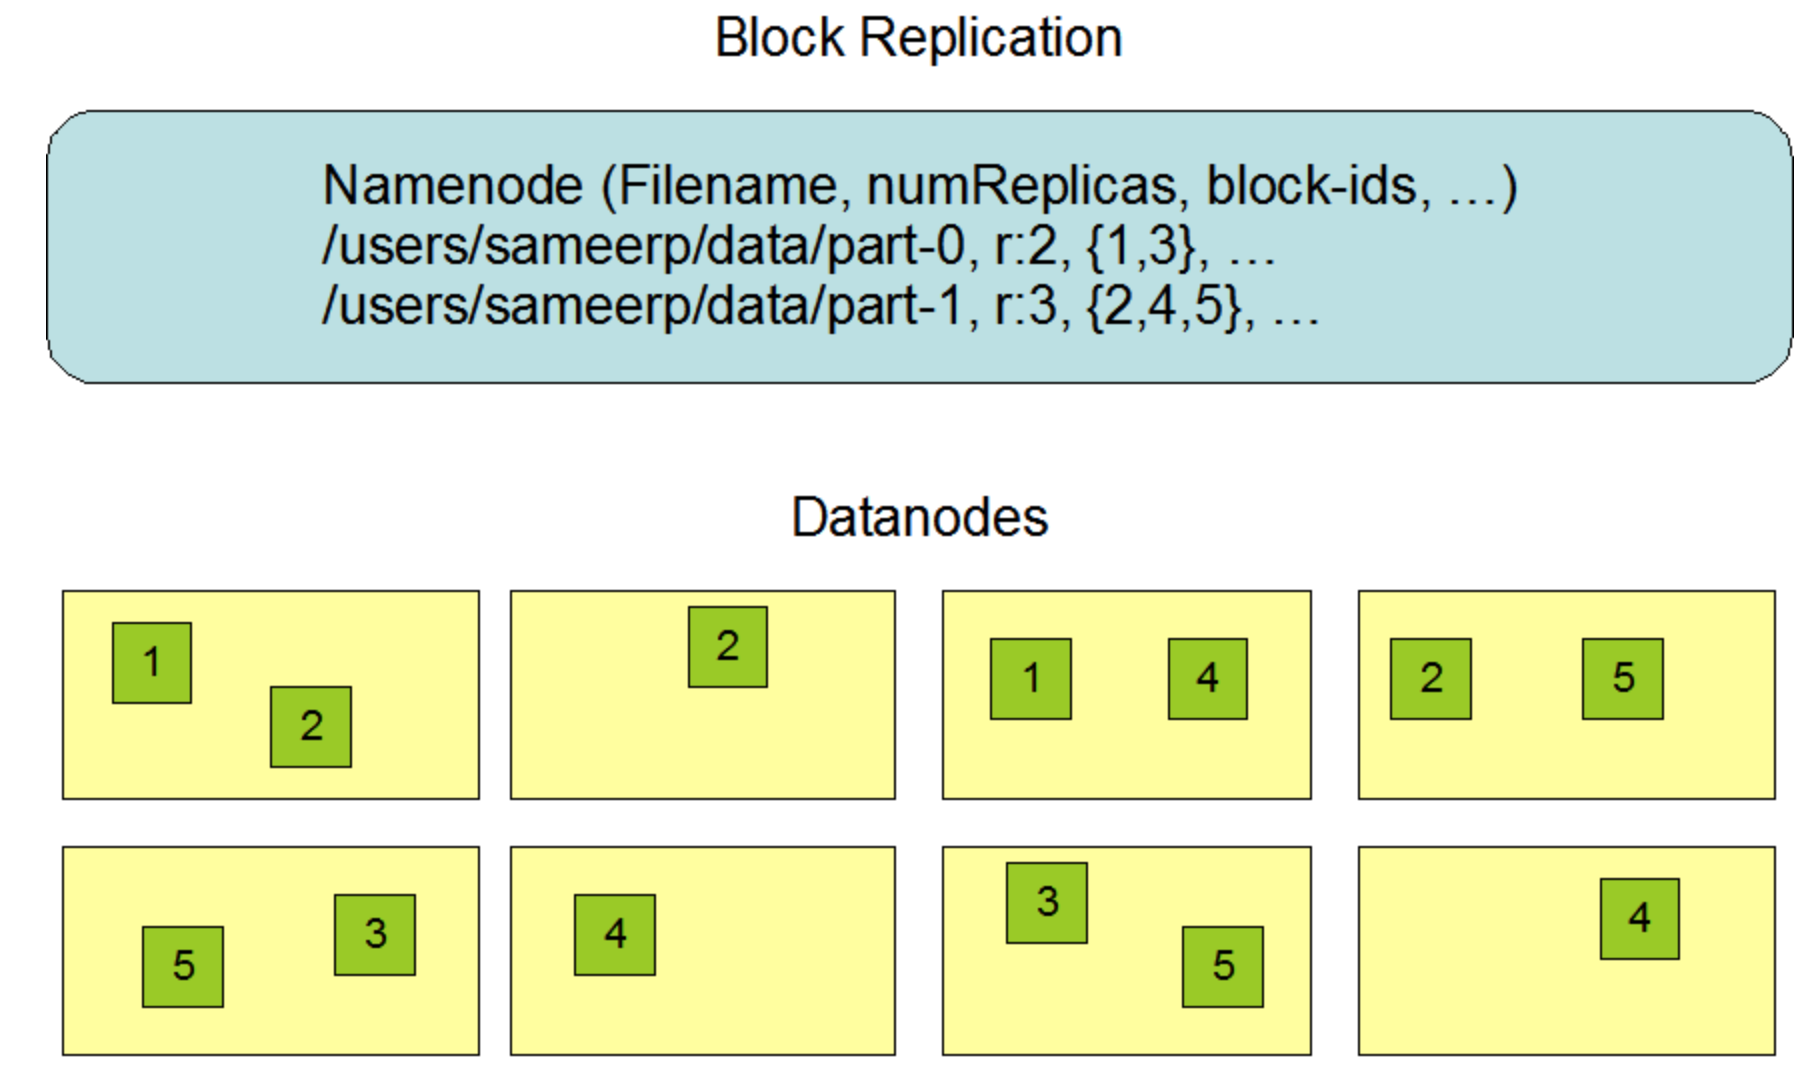 Block Replication
Namenode (Filename, numReplicas, block-ids, …)
/users/sameerp/data/part-0, r:2, {1,3}, …
/users/sameerp/data/part-1, r:3, {2,4,5}, …
Datanodes
1
2
2
1
4
2
5
5
3
4
3
5
4